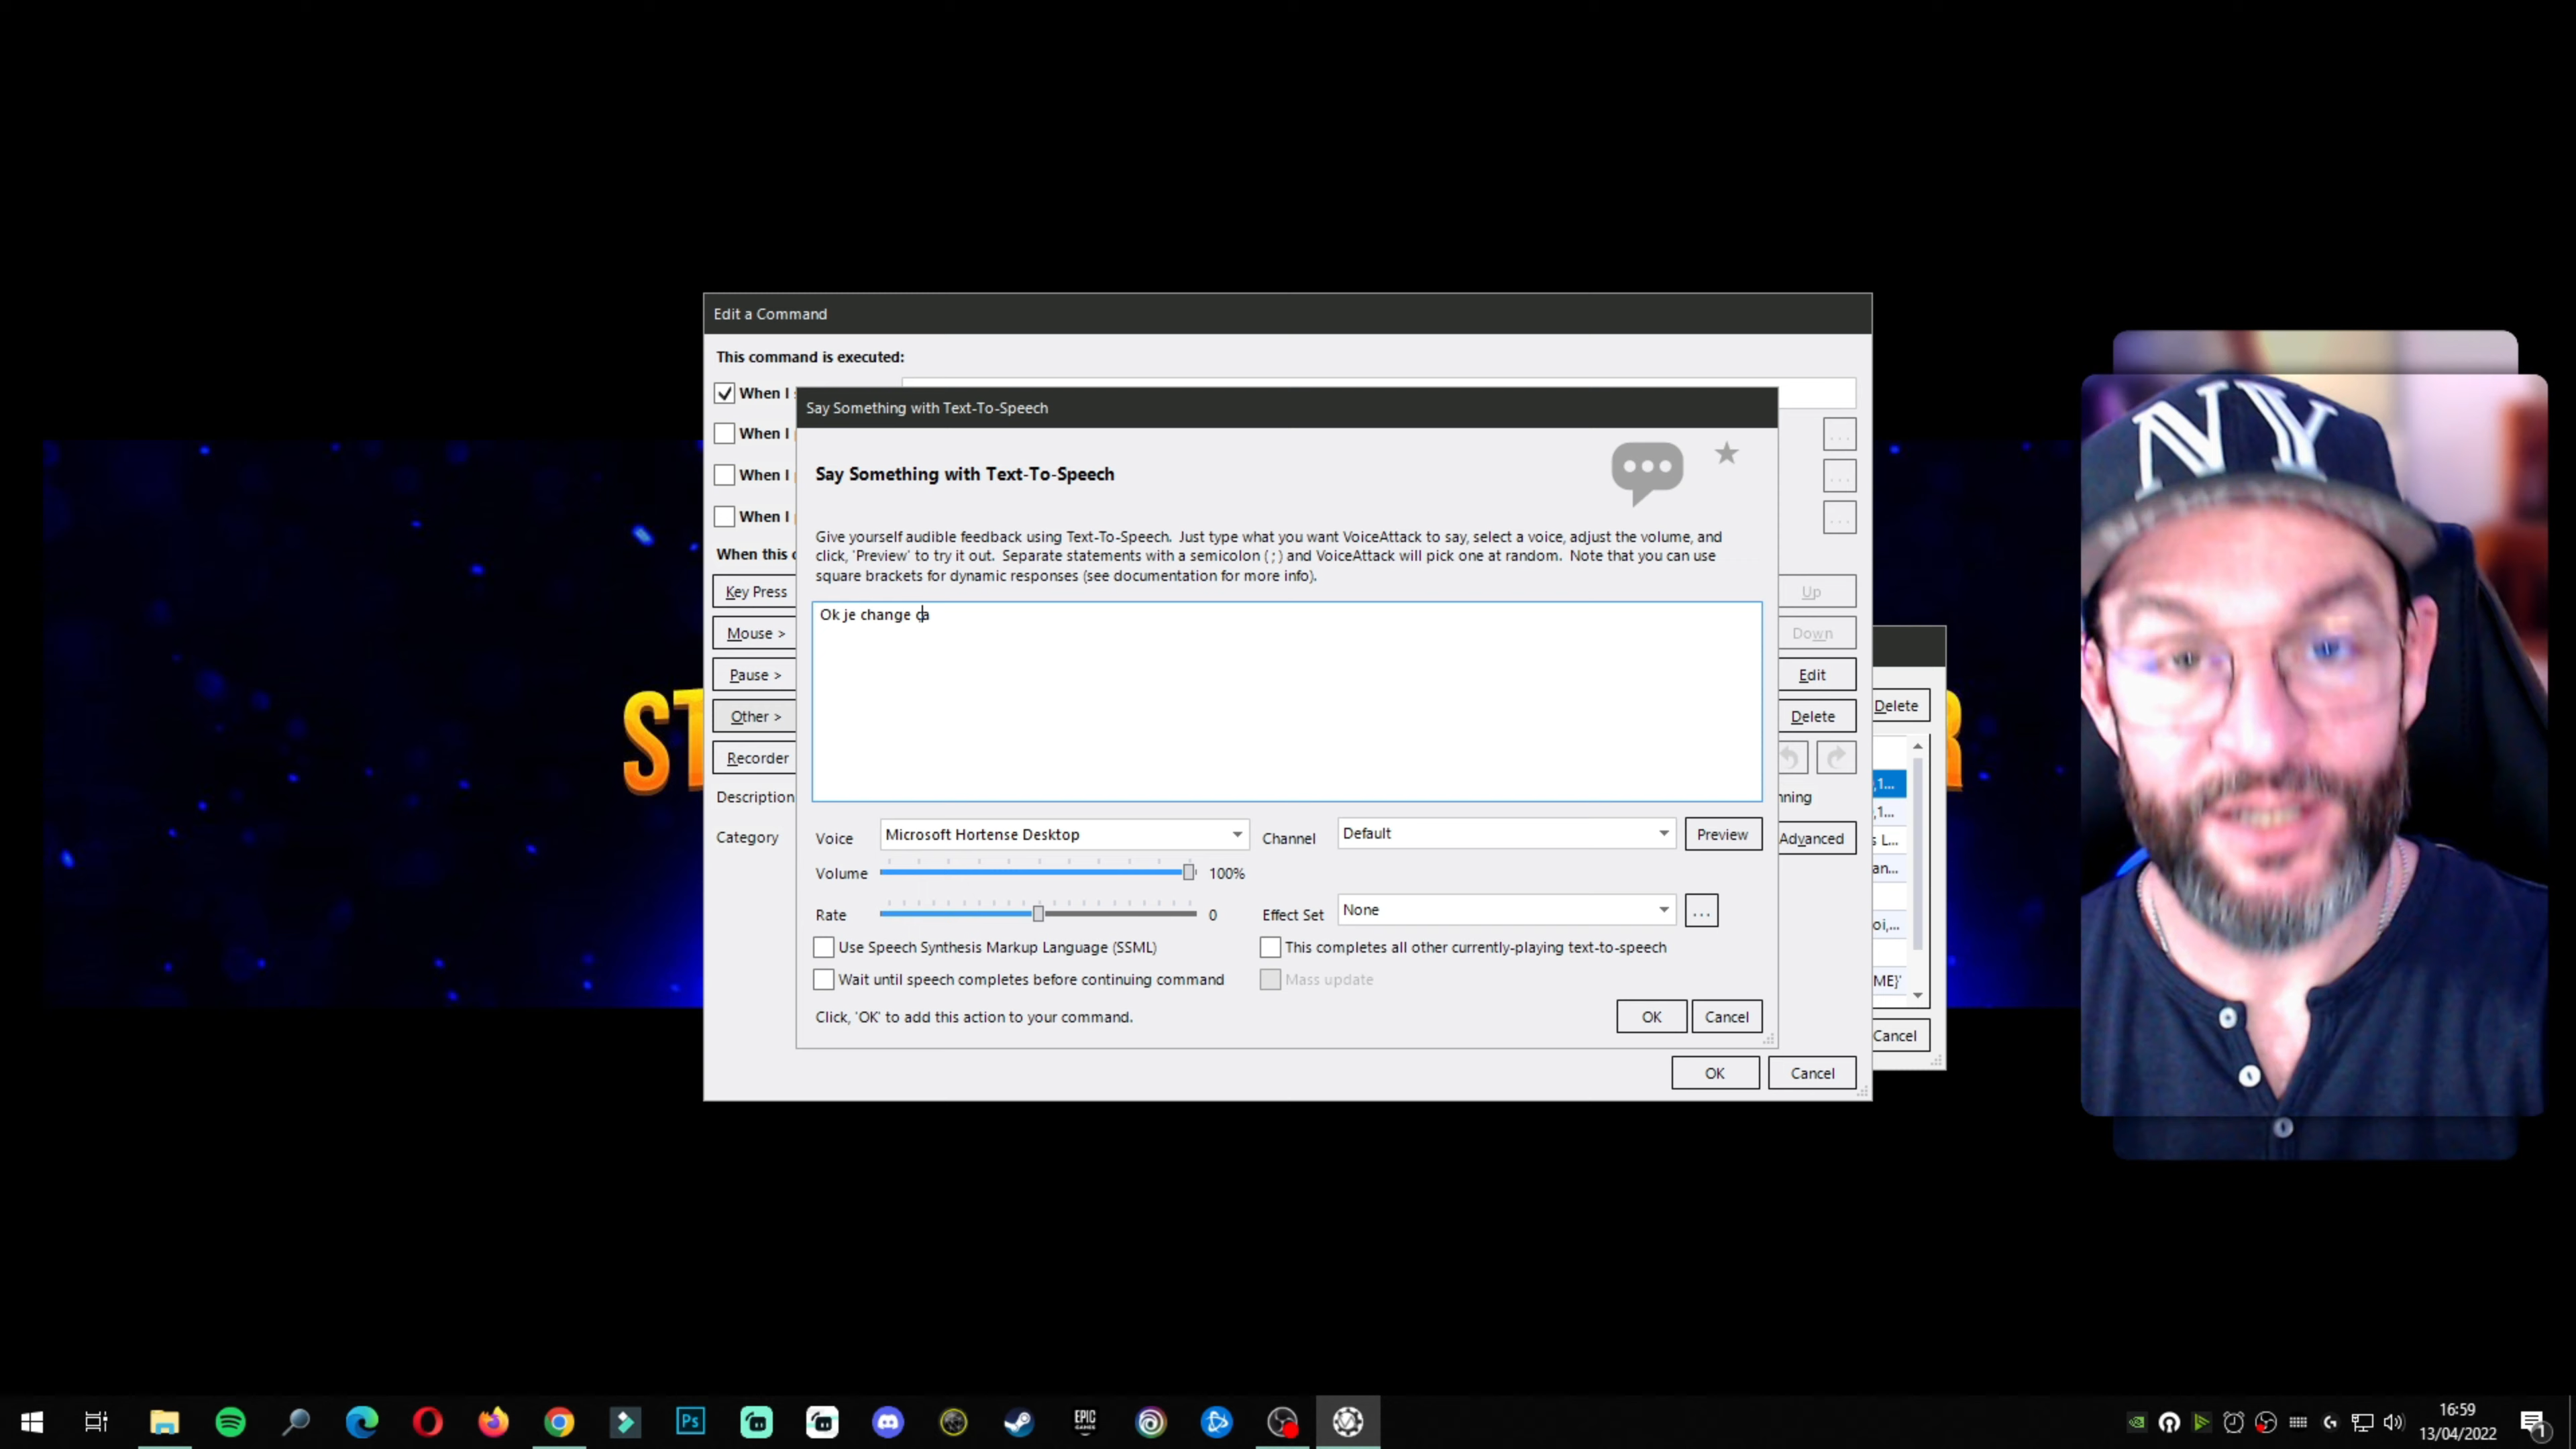 Edit a Command
This command is executed:
When I
Say Something with Text-To-Speech
When I
Say Something with Text-To-Speech
When I
When I
Give yourself audible feedback using Text-To-Speech. Just type what you want VoiceAttack to say, select a voice, adjust the volume, and
click, 'Preview' to try it out. Separate statements with a semicolon ( ; ) and VoiceAttack will pick one at random. Note that you can use
square brackets for dynamic responses (see documentation for more info).
When this
Key Press
Up
Ok je change ca
Mouse >
Down
Pause >
Edit
Other >
Delete
Delete
ST
R
Recorder
Description
Category
Voice
Microsoft Hortense Desktop
Channel
Default
Preview
Advanced
Volume
100%
Rate
0
Effect Set
None
...
Use Speech Synthesis Markup Language (SSML)
This completes all other currently-playing text-to-speech
Wait until speech completes before continuing command
Mass update
ME}'
Click, 'OK' to add this action to your command.
OK
Cancel
Cancel
OK
Cancel
NY
Ps
EPIC
GAMES
16:59
13/04/2022
1